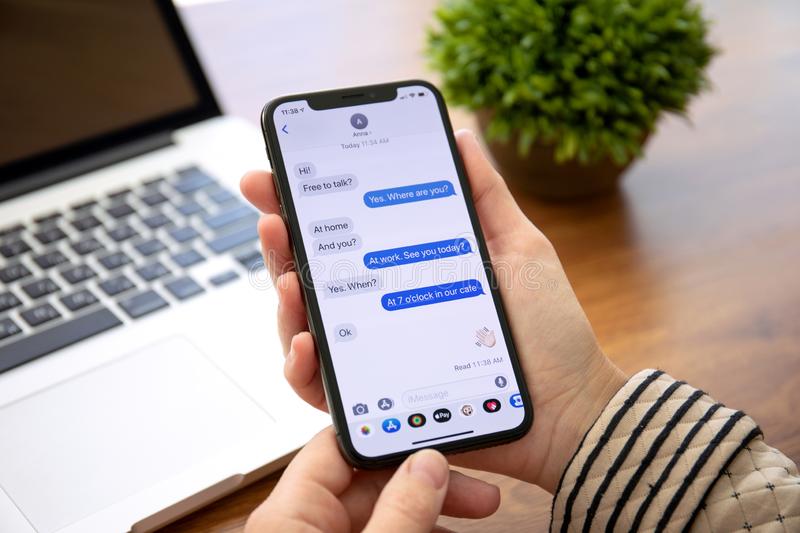 11:38
A
Anna
Today 11:34 AM
Hi!
Free to talk?
Yes. Where are you?
At home
And you?
At work. See you today?
Yes. When?
At 7 o'clock in our cafe
Ok
Read 11:38 AM
iMessage
Pay
dreamstime